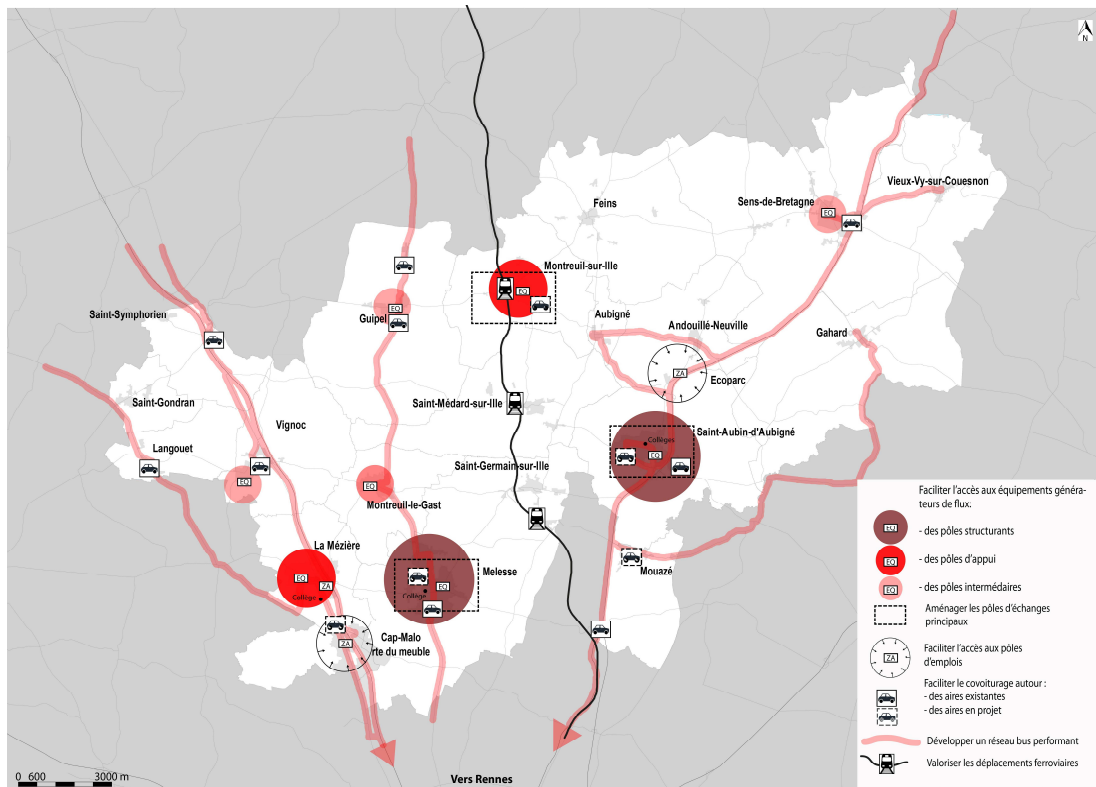 N
Vieux-Vy-sur-Couesnon
Sens-de-Bretagne
EQ
Feins
Montreuil-sur-Ille
EQ
EQ
Guipel
Saint-Symphorien
Aubigné
Andouillé-Neuville
Gahard
ZA
Ecoparc
Saint-Gondran
Saint-Médard-sur-Ille
Vignoc
Saint-Aubin-d'Aubigné
Collèges
EQ
Langouet
Saint-Germain-sur-Ille
EQ
EQ
Montreuil-le-Gast
La Mézière
EQ
ZA
Collège
Melesse
EQ
Collège
Mouazé
Cap-Malo
rte du meuble
ZA
Faciliter l'accès aux équipements généra-
teurs de flux.
EQ
- des pôles structurants
EQ
- des pôles d'appui
EQ
- des pôles intermédaires
Aménager les pôles d'échanges
principaux
ZA
Faciliter l'accès aux pôles
d'emplois
Faciliter le covoiturage autour :
- des aires existantes
- des aires en projet
Développer un réseau bus performant
Valoriser les déplacements ferroviaires
0 600 3000 m
Vers Rennes